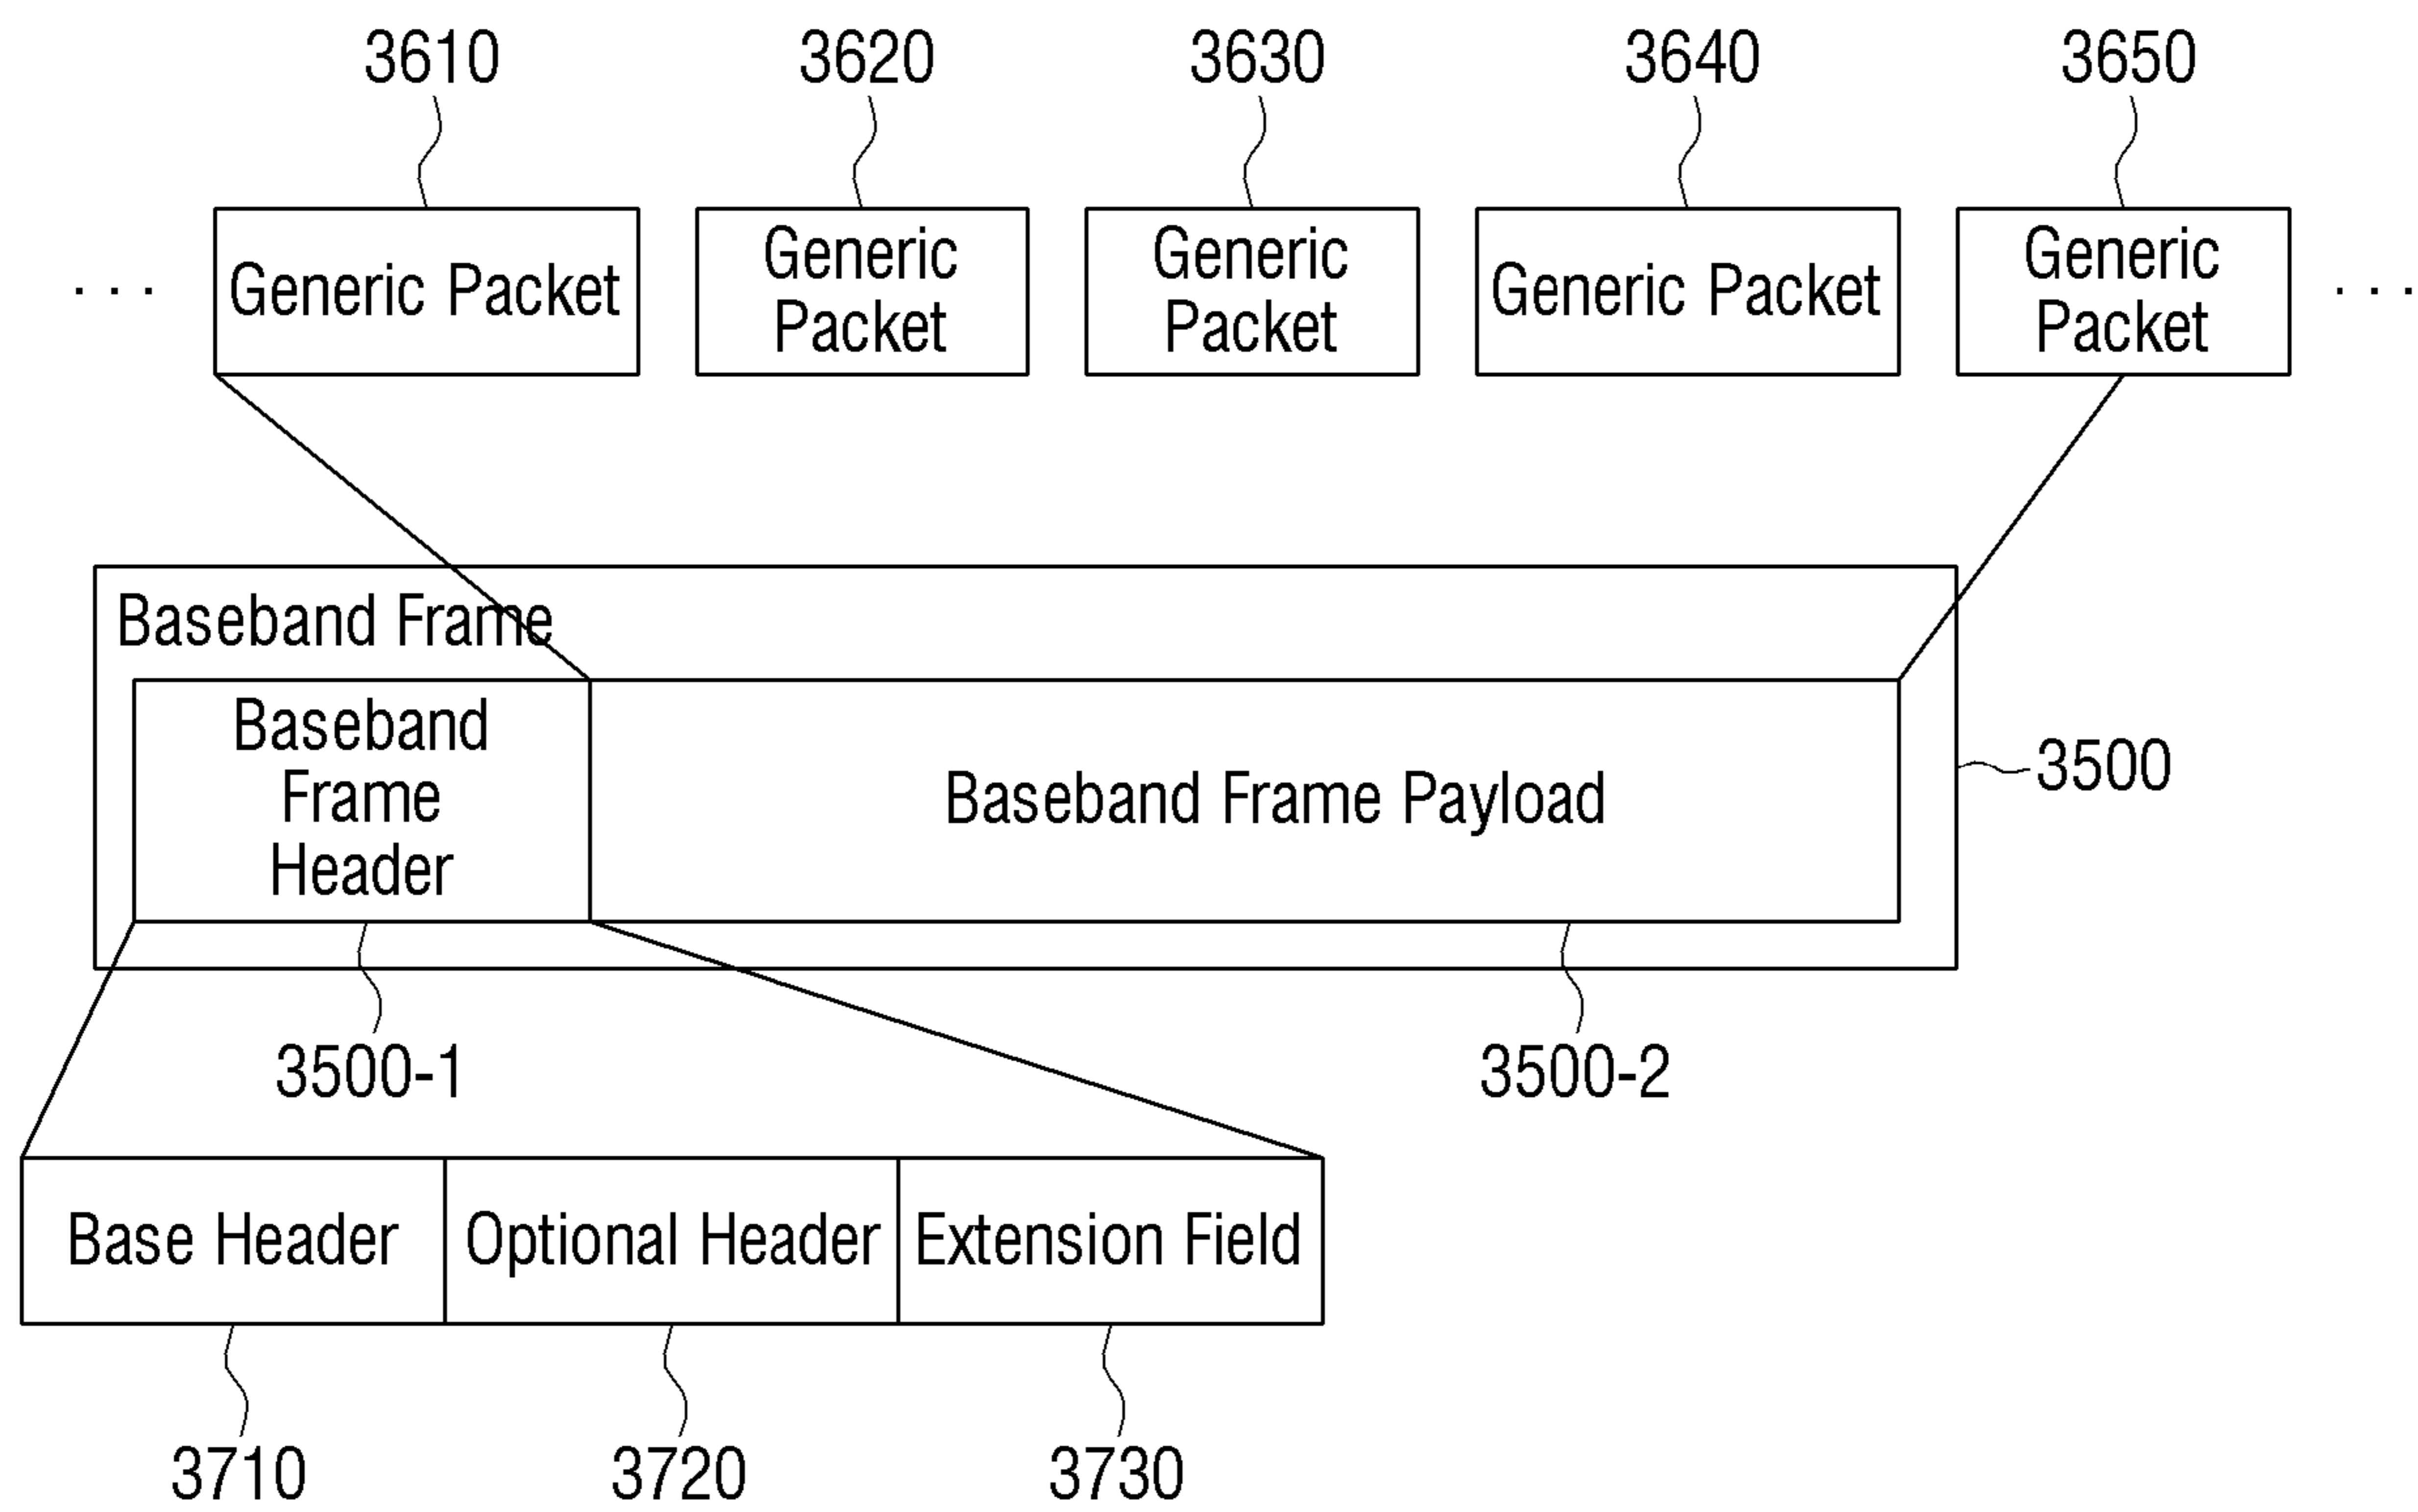 3610 3620 3630 3640 3650
... Generic Packet Generic Generic Generic Packet Generic ...
Packet Packet Packet
Baseband Frame
Baseband
Frame
Header
Baseband Frame Payload
3500
3500-1 3500-2
Base Header Optional Header Extension Field
3710 3720 3730